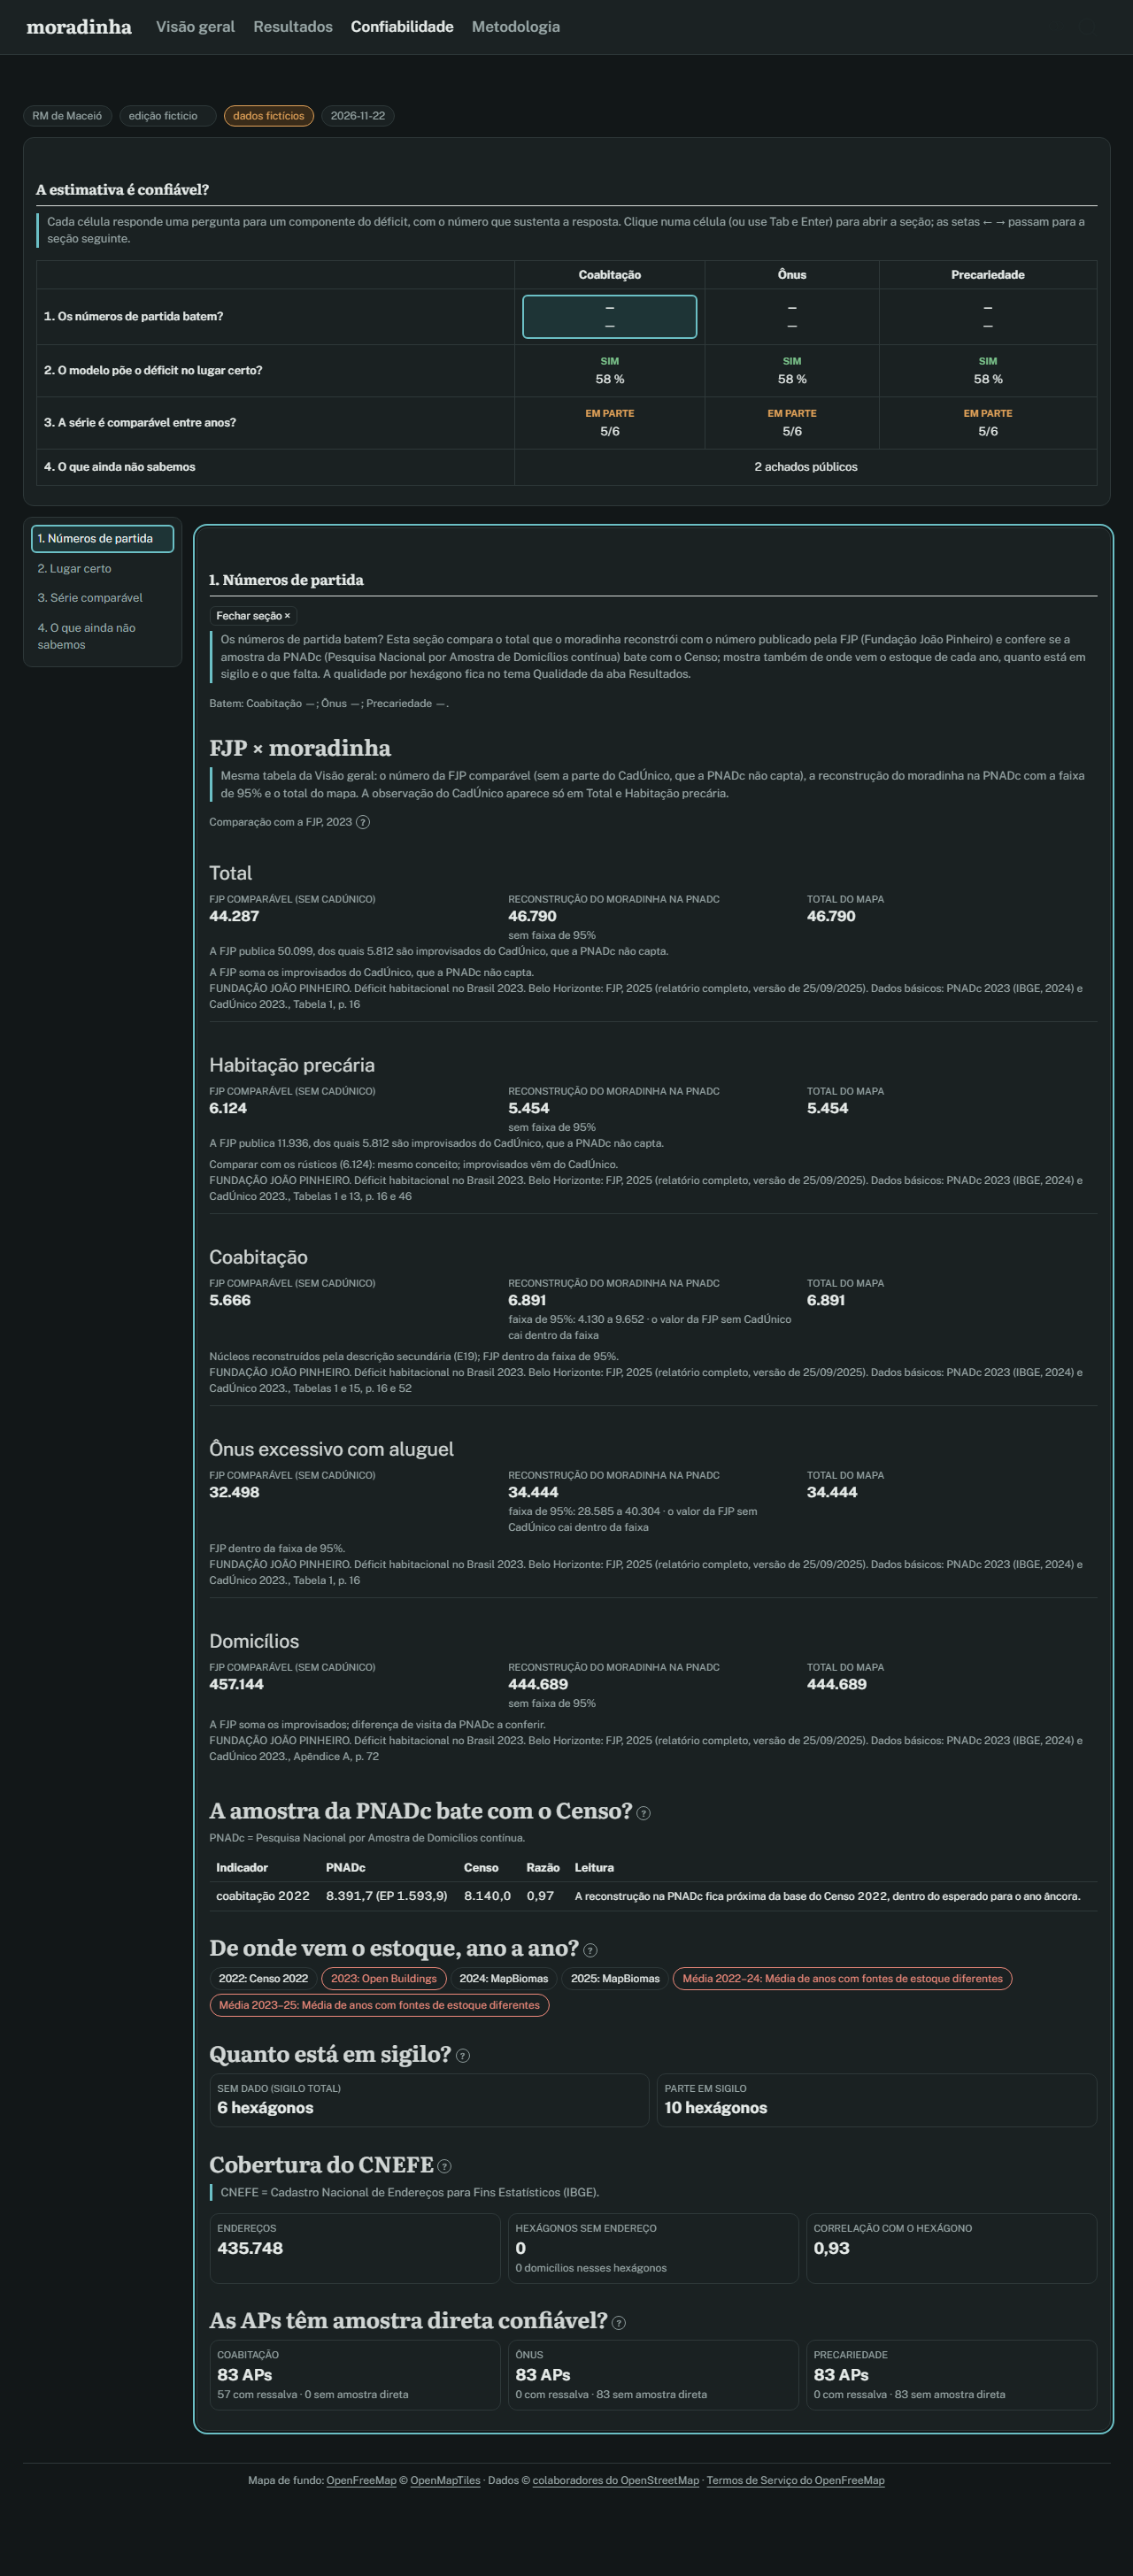 moradinha Visão geral Resultados Confiabilidade Metodologia
RM de Maceió edição ficticio dados fictícios 2026-11-22
A estimativa é confiável?
Cada célula responde uma pergunta para um componente do déficit, com o número que sustenta a resposta. Clique numa célula (ou use Tab e Enter) para abrir a seção; as setas ← → passam para a
seção seguinte.
Coabitação Ônus Precariedade
1. Os números de partida batem? — — —
— — —
2. O modelo põe o déficit no lugar certo? SIM SIM SIM
58 % 58 % 58 %
3. A série é comparável entre anos? EM PARTE EM PARTE EM PARTE
5/6 5/6 5/6
4. O que ainda não sabemos 2 achados públicos
1. Números de partida
2. Lugar certo
3. Série comparável
4. O que ainda não
sabemos
1. Números de partida
Fechar seção ×
Os números de partida batem? Esta seção compara o total que o moradinha reconstrói com o número publicado pela FJP (Fundação João Pinheiro) e confere se a
amostra da PNADc (Pesquisa Nacional por Amostra de Domicílios contínua) bate com o Censo; mostra também de onde vem o estoque de cada ano, quanto está em
sigilo e o que falta. A qualidade por hexágono fica no tema Qualidade da aba Resultados.
Batem: Coabitação —; Ônus —; Precariedade —.
FJP × moradinha
Mesma tabela da Visão geral: o número da FJP comparável (sem a parte do CadÚnico, que a PNADc não capta), a reconstrução do moradinha na PNADc com a faixa
de 95% e o total do mapa. A observação do CadÚnico aparece só em Total e Habitação precária.
Comparação com a FJP, 2023 ?
Total
FJP COMPARÁVEL (SEM CADÚNICO) RECONSTRUÇÃO DO MORADINHA NA PNADC TOTAL DO MAPA
44.287 46.790 46.790
sem faixa de 95%
A FJP publica 50.099, dos quais 5.812 são improvisados do CadÚnico, que a PNADc não capta.
A FJP soma os improvisados do CadÚnico, que a PNADc não capta.
FUNDAÇÃO JOÃO PINHEIRO. Déficit habitacional no Brasil 2023. Belo Horizonte: FJP, 2025 (relatório completo, versão de 25/09/2025). Dados básicos: PNADc 2023 (IBGE, 2024) e
CadÚnico 2023., Tabela 1, p. 16
Habitação precária
FJP COMPARÁVEL (SEM CADÚNICO) RECONSTRUÇÃO DO MORADINHA NA PNADC TOTAL DO MAPA
6.124 5.454 5.454
sem faixa de 95%
A FJP publica 11.936, dos quais 5.812 são improvisados do CadÚnico, que a PNADc não capta.
Comparar com os rústicos (6.124): mesmo conceito; improvisados vêm do CadÚnico.
FUNDAÇÃO JOÃO PINHEIRO. Déficit habitacional no Brasil 2023. Belo Horizonte: FJP, 2025 (relatório completo, versão de 25/09/2025). Dados básicos: PNADc 2023 (IBGE, 2024) e
CadÚnico 2023., Tabelas 1 e 13, p. 16 e 46
Coabitação
FJP COMPARÁVEL (SEM CADÚNICO) RECONSTRUÇÃO DO MORADINHA NA PNADC TOTAL DO MAPA
5.666 6.891 6.891
faixa de 95%: 4.130 a 9.652 · o valor da FJP sem CadÚnico
cai dentro da faixa
Núcleos reconstruídos pela descrição secundária (E19); FJP dentro da faixa de 95%.
FUNDAÇÃO JOÃO PINHEIRO. Déficit habitacional no Brasil 2023. Belo Horizonte: FJP, 2025 (relatório completo, versão de 25/09/2025). Dados básicos: PNADc 2023 (IBGE, 2024) e
CadÚnico 2023., Tabelas 1 e 15, p. 16 e 52
Ônus excessivo com aluguel
FJP COMPARÁVEL (SEM CADÚNICO) RECONSTRUÇÃO DO MORADINHA NA PNADC TOTAL DO MAPA
32.498 34.444 34.444
faixa de 95%: 28.585 a 40.304 · o valor da FJP sem
CadÚnico cai dentro da faixa
FJP dentro da faixa de 95%.
FUNDAÇÃO JOÃO PINHEIRO. Déficit habitacional no Brasil 2023. Belo Horizonte: FJP, 2025 (relatório completo, versão de 25/09/2025). Dados básicos: PNADc 2023 (IBGE, 2024) e
CadÚnico 2023., Tabela 1, p. 16
Domicílios
FJP COMPARÁVEL (SEM CADÚNICO) RECONSTRUÇÃO DO MORADINHA NA PNADC TOTAL DO MAPA
457.144 444.689 444.689
sem faixa de 95%
A FJP soma os improvisados; diferença de visita da PNADc a conferir.
FUNDAÇÃO JOÃO PINHEIRO. Déficit habitacional no Brasil 2023. Belo Horizonte: FJP, 2025 (relatório completo, versão de 25/09/2025). Dados básicos: PNADc 2023 (IBGE, 2024) e
CadÚnico 2023., Apêndice A, p. 72
A amostra da PNADc bate com o Censo? ?
PNADc = Pesquisa Nacional por Amostra de Domicílios contínua.
Indicador PNADc Censo Razão Leitura
coabitação 2022 8.391,7 (EP 1.593,9) 8.140,0 0,97 A reconstrução na PNADc fica próxima da base do Censo 2022, dentro do esperado para o ano âncora.
De onde vem o estoque, ano a ano? ?
2022: Censo 2022 2023: Open Buildings 2024: MapBiomas 2025: MapBiomas Média 2022–24: Média de anos com fontes de estoque diferentes
Média 2023–25: Média de anos com fontes de estoque diferentes
Quanto está em sigilo? ?
SEM DADO (SIGILO TOTAL) PARTE EM SIGILO
6 hexágonos 10 hexágonos
Cobertura do CNEFE ?
CNEFE = Cadastro Nacional de Endereços para Fins Estatísticos (IBGE).
ENDEREÇOS HEXÁGONOS SEM ENDEREÇO CORRELAÇÃO COM O HEXÁGONO
435.748 0 0,93
0 domicílios nesses hexágonos
As APs têm amostra direta confiável? ?
COABITAÇÃO ÔNUS PRECARIEDADE
83 APs 83 APs 83 APs
57 com ressalva · 0 sem amostra direta 0 com ressalva · 83 sem amostra direta 0 com ressalva · 83 sem amostra direta
Mapa de fundo: OpenFreeMap © OpenMapTiles · Dados © colaboradores do OpenStreetMap · Termos de Serviço do OpenFreeMap